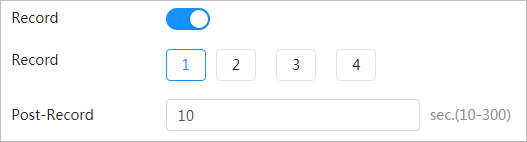 Record
Record 1 2 3 4
Post-Record 10 sec.(10-300)